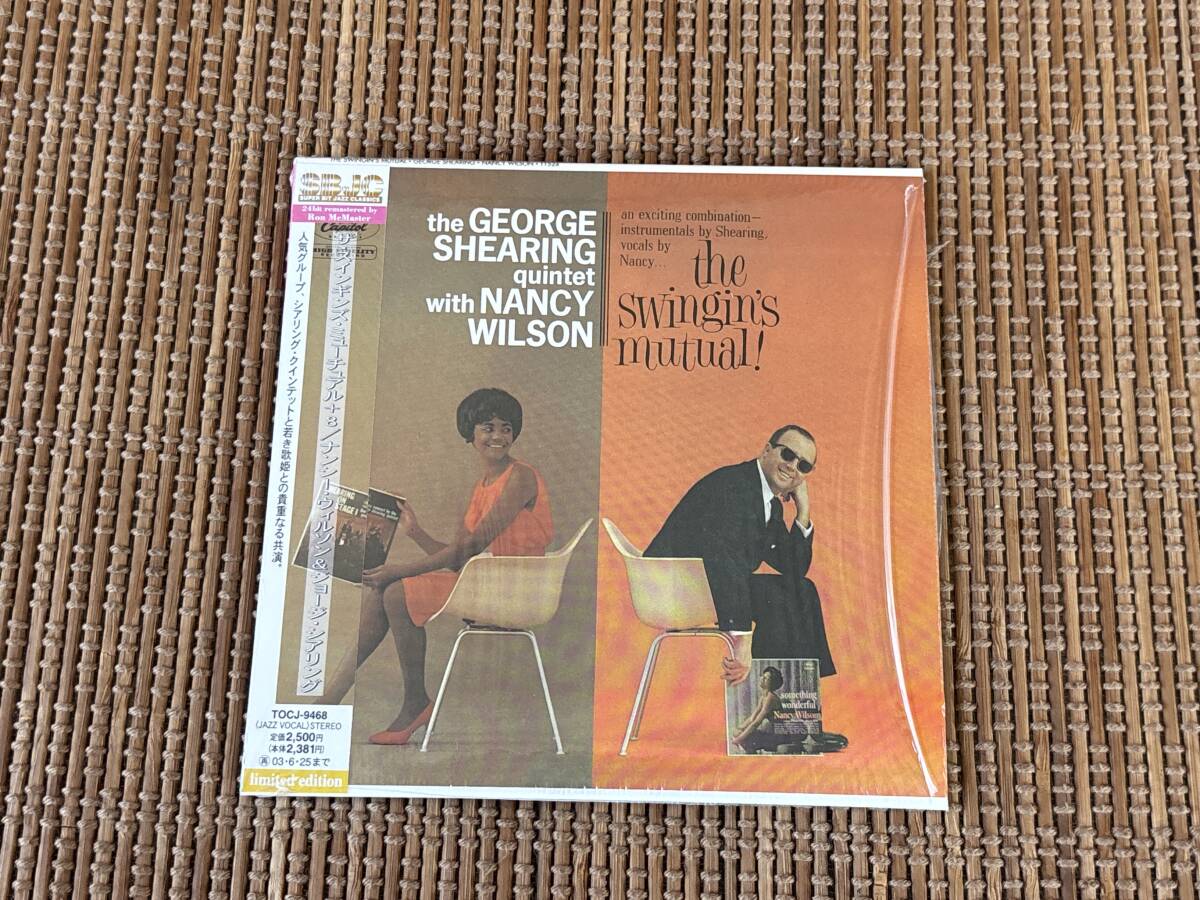 THE SWINGIN'S MUTUAL • GEORGE SHEARING • NANCY WILSON • 1524
SBJC
SUPER BIT JAZZ CLASSICS
24bit remastered by
Ron McMaster
Capitol
HIGH FIDELITY
人気グループ、シアリング・クインテットと若き歌姫との貴重なる共演。
ザ・スインギンズ・ミューチュアル+8/ナンシー・ウィルソン&ジョージ・シアリング
TOCJ-9468
(JAZZ VOCAL) STEREO
定価2,500円
(本体2,381円)
再 03・6・25まで
limited edition
the GEORGE
SHEARING
quintet
with NANCY
WILSON
an exciting combination—
instrumentals by Shearing,
vocals by
Nancy...
the
swingin's
mutual!
something
wonderful
Nancy Wilson